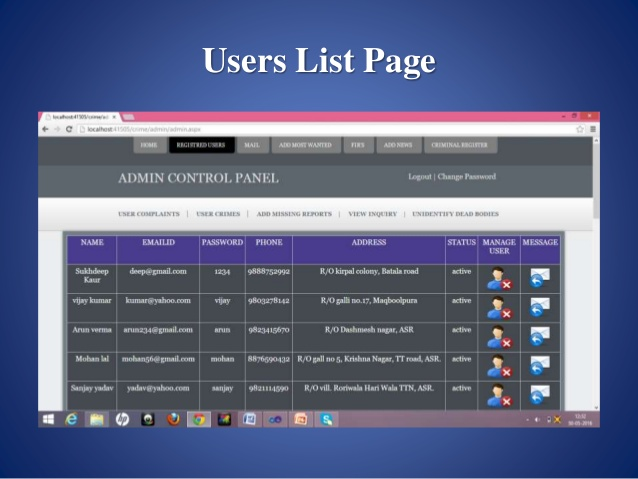 Users List Page
localhost:41505/crime/ad
localhost:41505/crime/admin/admin.aspx
HOME REGISTRED USERS MAIL ADD MOST WANTED FIRS ADD NEWS CRIMINAL REGISTER
ADMIN CONTROL PANEL Logout | Change Password
USER COMPLAINTS | USER CRIMES | ADD MISSING REPORTS | VIEW INQUIRY | UNIDENTIFY DEAD BODIES
NAME EMAILID PASSWORD PHONE ADDRESS STATUS MANAGE MESSAGE
USER
Sukhdeep deep@gmail.com 1234 9888752992 R/O kirpal colony, Batala road active
Kaur
vijay kumar kumar@yahoo.com vijay 9803278142 R/O galli no.17, Maqboolpura active
Arun verma arun234@gmail.com arun 9823415670 R/O Dashmesh nagar, ASR active
Mohan lal mohan56@gmail.com mohan 8876590432 R/O gall no 5, Krishna Nagar, TT road, ASR. active
Sanjay yadav yadav@yahoo.com sanjay 9821114590 R/O vill. Roriwala Hari Wala TTN, ASR. active